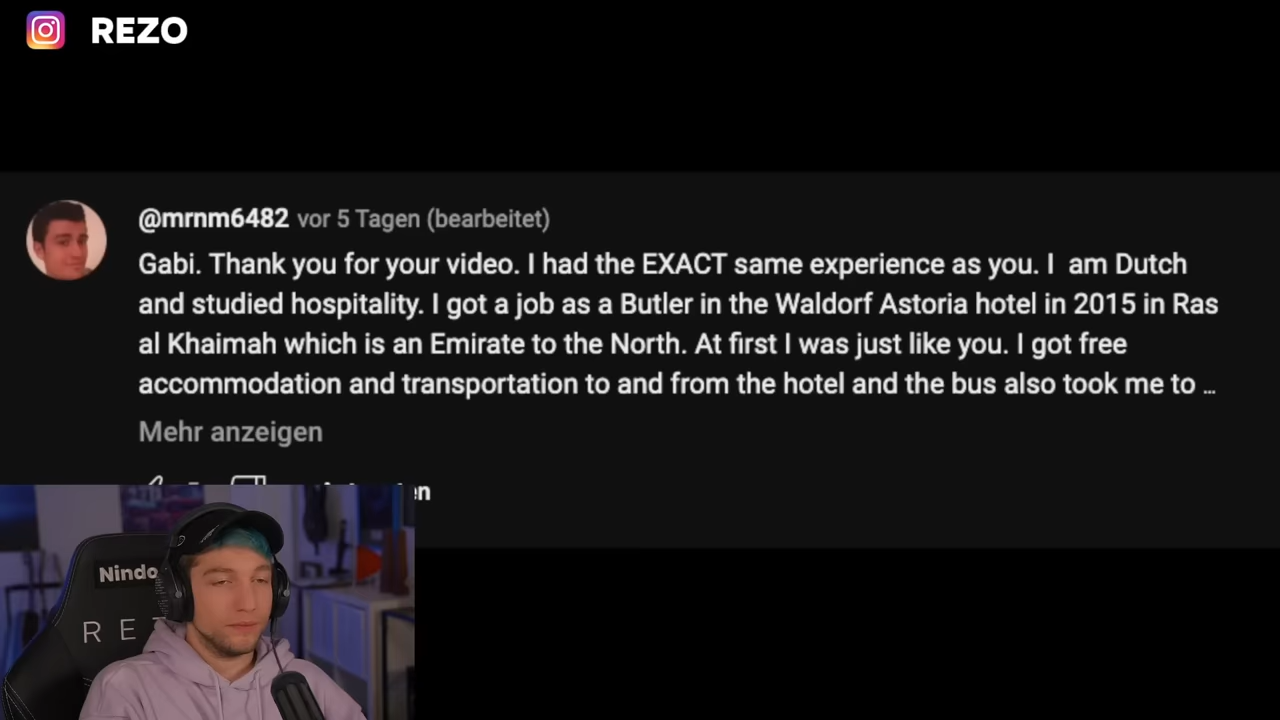 REZO
@mrnm6482 vor 5 Tagen (bearbeitet)
Gabi. Thank you for your video. I had the EXACT same experience as you. I am Dutch
and studied hospitality. I got a job as a Butler in the Waldorf Astoria hotel in 2015 in Ras
al Khaimah which is an Emirate to the North. At first I was just like you. I got free
accommodation and transportation to and from the hotel and the bus also took me to ...
Mehr anzeigen
Nindo